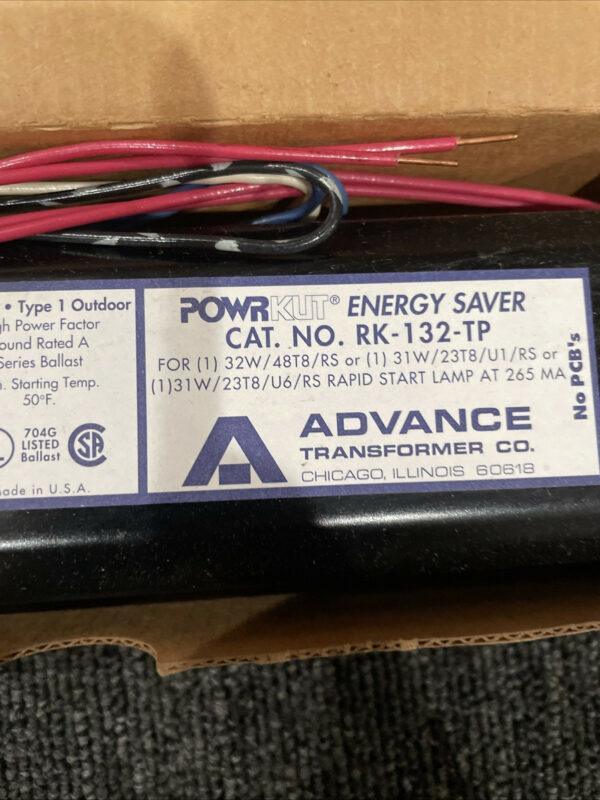 • Type 1 Outdoor
gh Power Factor
ound Rated A
Series Ballast
n. Starting Temp.
50°F.
704G
LISTED
Ballast
SA
made in U.S.A.
POWRKUT® ENERGY SAVER
CAT. NO. RK-132-TP
FOR (1) 32W/48T8/RS or (1) 31W/23T8/U1/RS or
(1)31W/23T8/U6/RS RAPID START LAMP AT 265 MA
No PCB's
ADVANCE
TRANSFORMER CO.
CHICAGO, ILLINOIS 60618